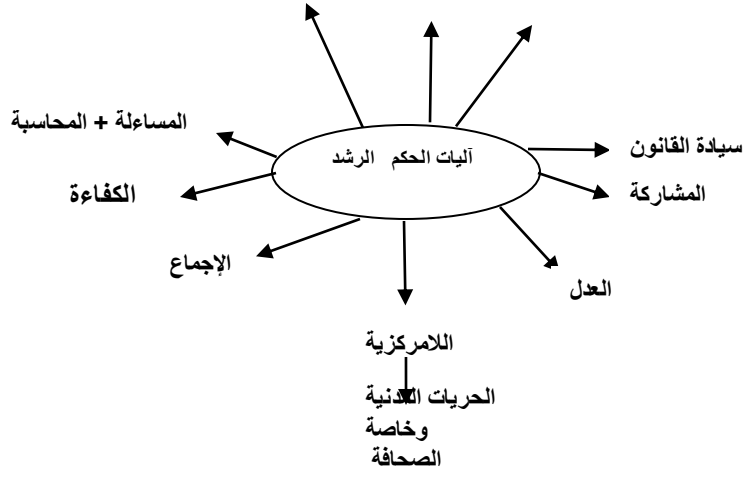 المساءلة + المحاسبة
آليات الحكم الرشد
سيادة القانون
الكفاءة
المشاركة
الإجماع
العدل
اللامركزية
الحريات المدنية
وخاصة
الصحافة